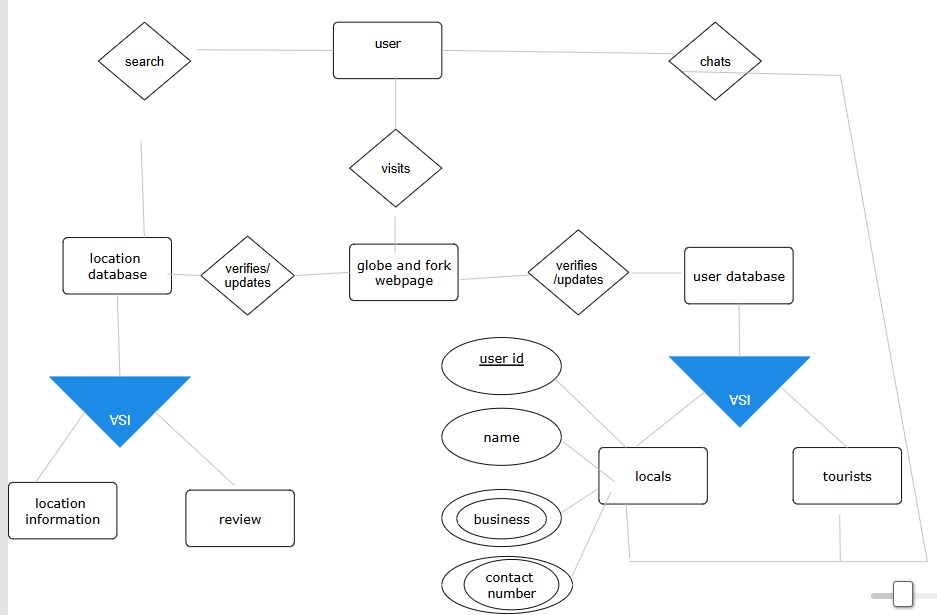 user
search
chats
visits
location
database
verifies/
updates
globe and fork
webpage
verifies
/updates
user database
user id
ISA
ISA
name
locals
tourists
location
information
review
business
contact
number